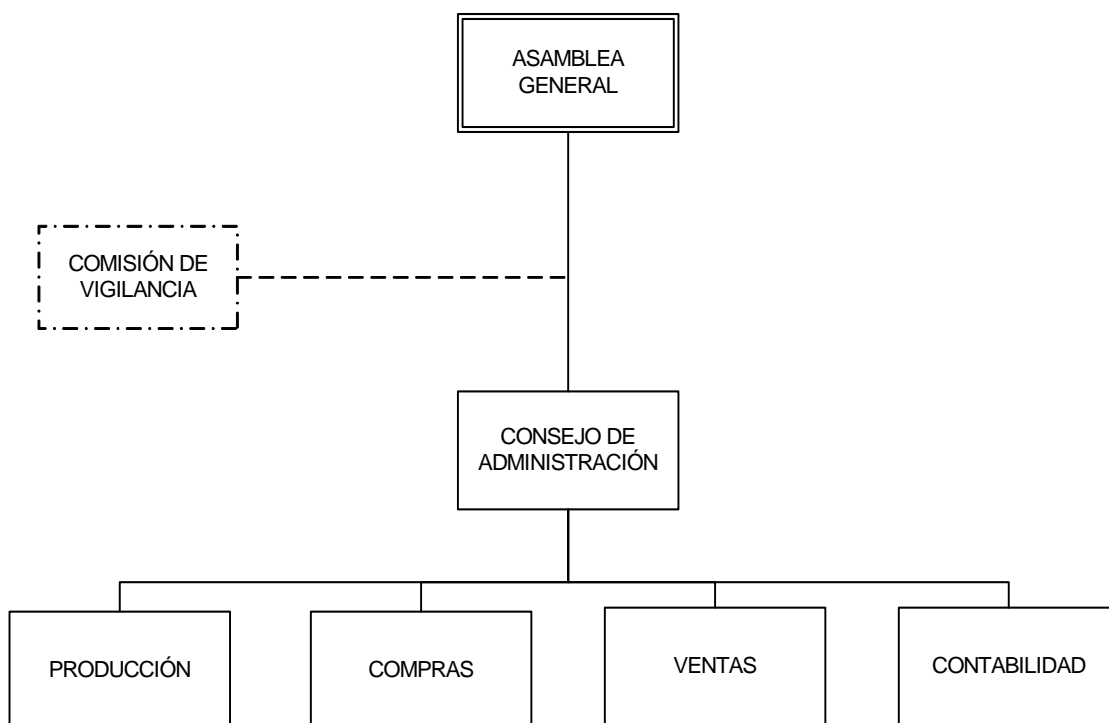 ASAMBLEA
GENERAL
COMISIÓN DE
VIGILANCIA
CONSEJO DE
ADMINISTRACIÓN
PRODUCCIÓN
COMPRAS
VENTAS
CONTABILIDAD